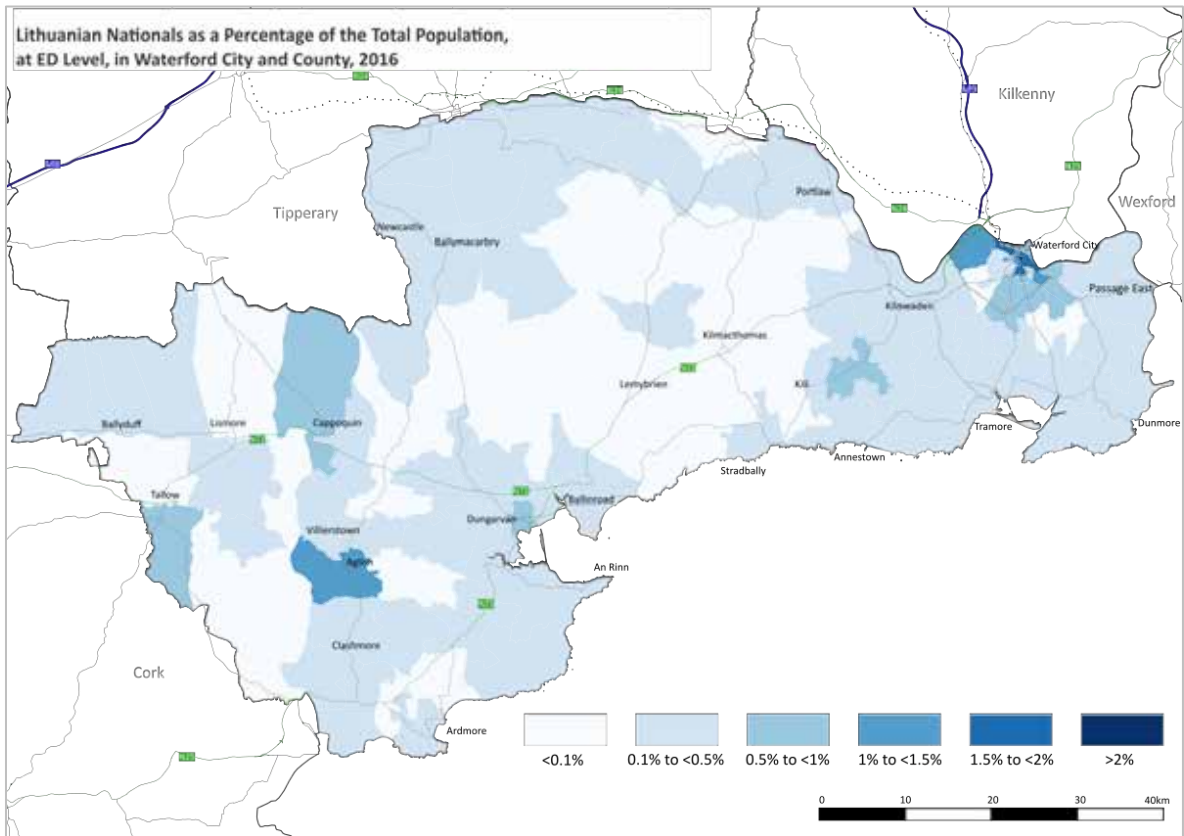 Lithuanian Nationals as a Percentage of the Total Population,
at ED Level, in Waterford City and County, 2016
Kilkenny
Wexford
Tipperary
Portlaw
Newcastle
Ballymacarbry
Waterford City
Passage East
Kilmeaden
Kilmacthomas
Lemybrien
Kill
Ballyduff
Lismore
Cappoquin
Tramore
Dunmore
Annestown
Stradbally
Tallow
Dungarvan
Ballinroad
Villierstown
Aglish
An Rinn
Clashmore
Cork
Ardmore
<0.1%
0.1% to <0.5%
0.5% to <1%
1% to <1.5%
1.5% to <2%
>2%
0 10 20 30 40km